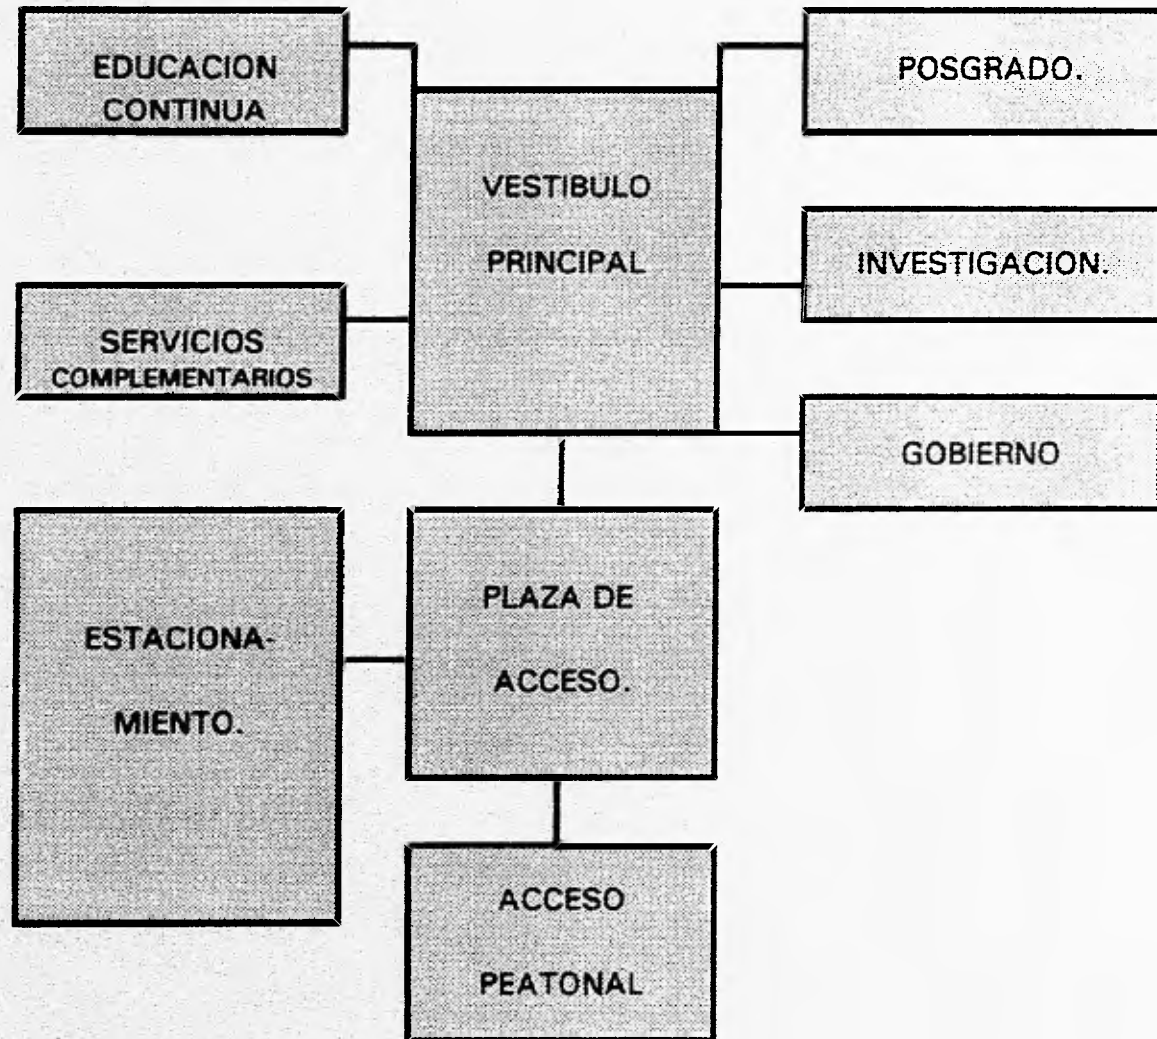 EDUCACION
CONTINUA
POSGRADO.
VESTIBULO
PRINCIPAL
INVESTIGACION.
SERVICIOS
COMPLEMENTARIOS
GOBIERNO
ESTACIONA-
MIENTO.
PLAZA DE
ACCESO.
ACCESO
PEATONAL